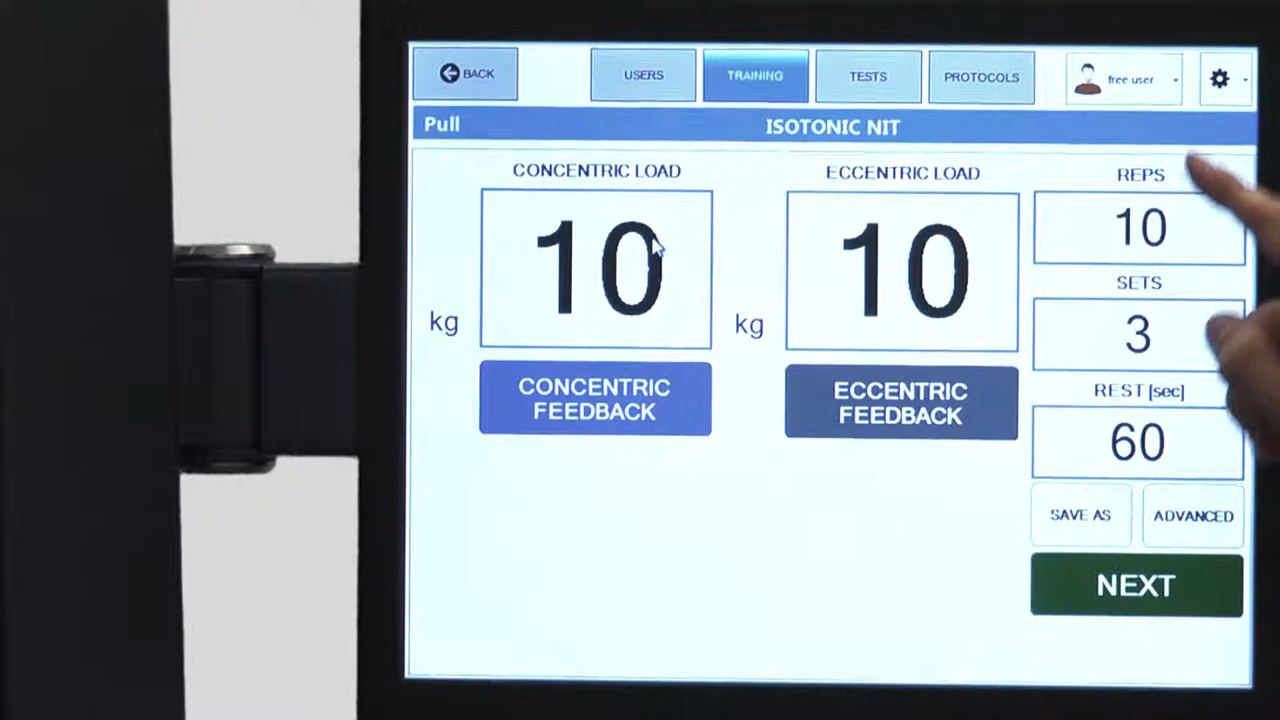 BACK
USERS
TRAINING
TESTS
PROTOCOLS
free user
Pull
ISOTONIC NIT
CONCENTRIC LOAD
ECCENTRIC LOAD
REPS
10
10
10
SETS
3
kg
kg
CONCENTRIC
FEEDBACK
ECCENTRIC
FEEDBACK
REST [sec]
60
SAVE AS
ADVANCED
NEXT